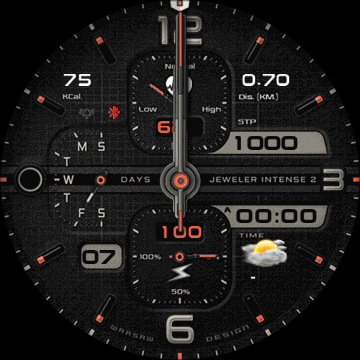 12
Normal
75
KCal.
0.70
Dis. (KM.)
Low
High
STP
1000
M S
T
W
T
F S
DAYS
JEWELER INTENSE 2
3
A
00:00
TIME
100
07
100%
50%
6
WARSAW DESIGN